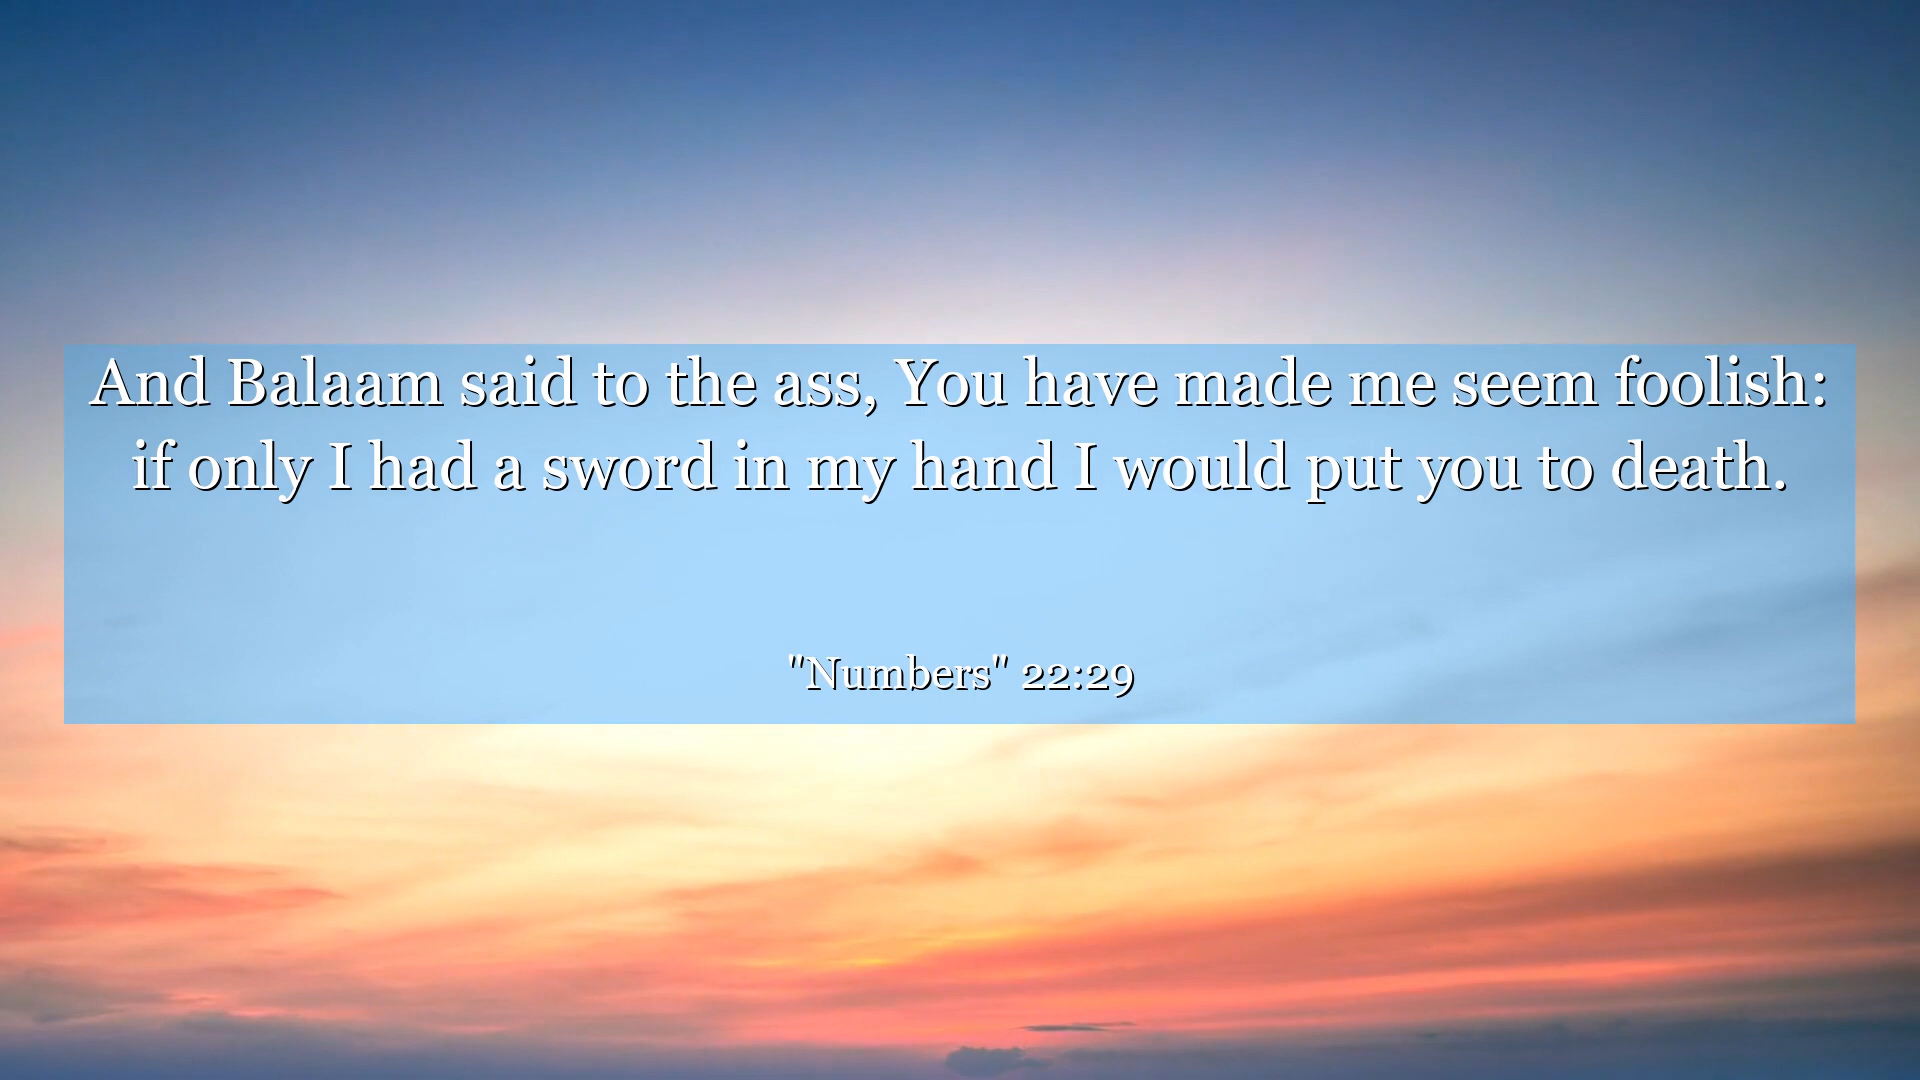 And Balaam said to the ass, You have made me seem foolish:
if only I had a sword in my hand I would put you to death.
"Numbers" 22:29